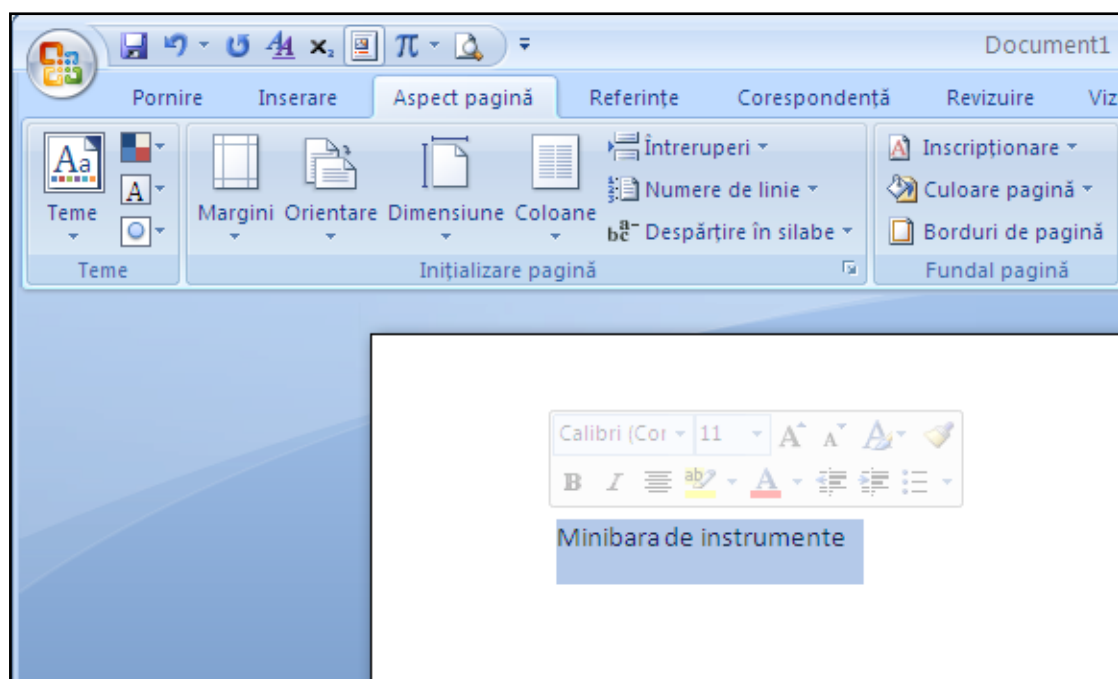 Document1
Pornire Inserare Aspect pagină Referințe Corespondență Revizuire Viz
Teme
Margini Orientare Dimensiune Coloane
Întreruperi
Numere de linie
Despărțire în silabe
Inscripționare
Culoare pagină
Borduri de pagină
Teme Inițializare pagină Fundal pagină
Calibri (Cor 11
B I
Minibara de instrumente